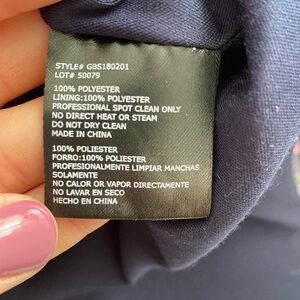 STYLE# GBS180201
LOT# 50079
100% POLYESTER
LINING:100% POLYESTER
PROFESSIONAL SPOT CLEAN ONLY
NO DIRECT HEAT OR STEAM
DO NOT DRY CLEAN
MADE IN CHINA
100% POLIESTER
FORRO:100% POLIESTER
PROFESIONALMENTE LIMPIAR MANCHAS
SOLAMENTE
NO CALOR O VAPOR DIRECTAMENTE
NO LAVAR EN SECO
HECHO EN CHINA